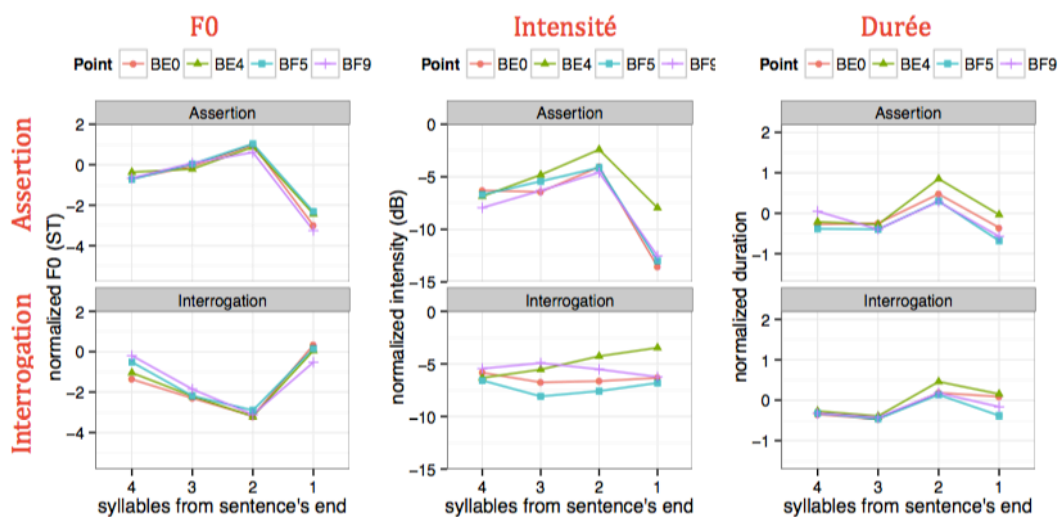 F0
Intensité
Durée
Point BE0 BE4 BF5 BF9
Point BE0 BE4 BF5 BF9
Point BE0 BE4 BF5 BF9
Assertion
Interrogation
normalized F0 (ST)
Assertion
2
0
−2
−4
Interrogation
2
0
−2
−4
4 3 2 1
syllables from sentence's end
normalized intensity (dB)
Assertion
0
−5
−10
−15
Interrogation
0
−5
−10
−15
4 3 2 1
syllables from sentence's end
normalized duration
Assertion
2
1
0
−1
Interrogation
2
1
0
−1
4 3 2 1
syllables from sentence's end